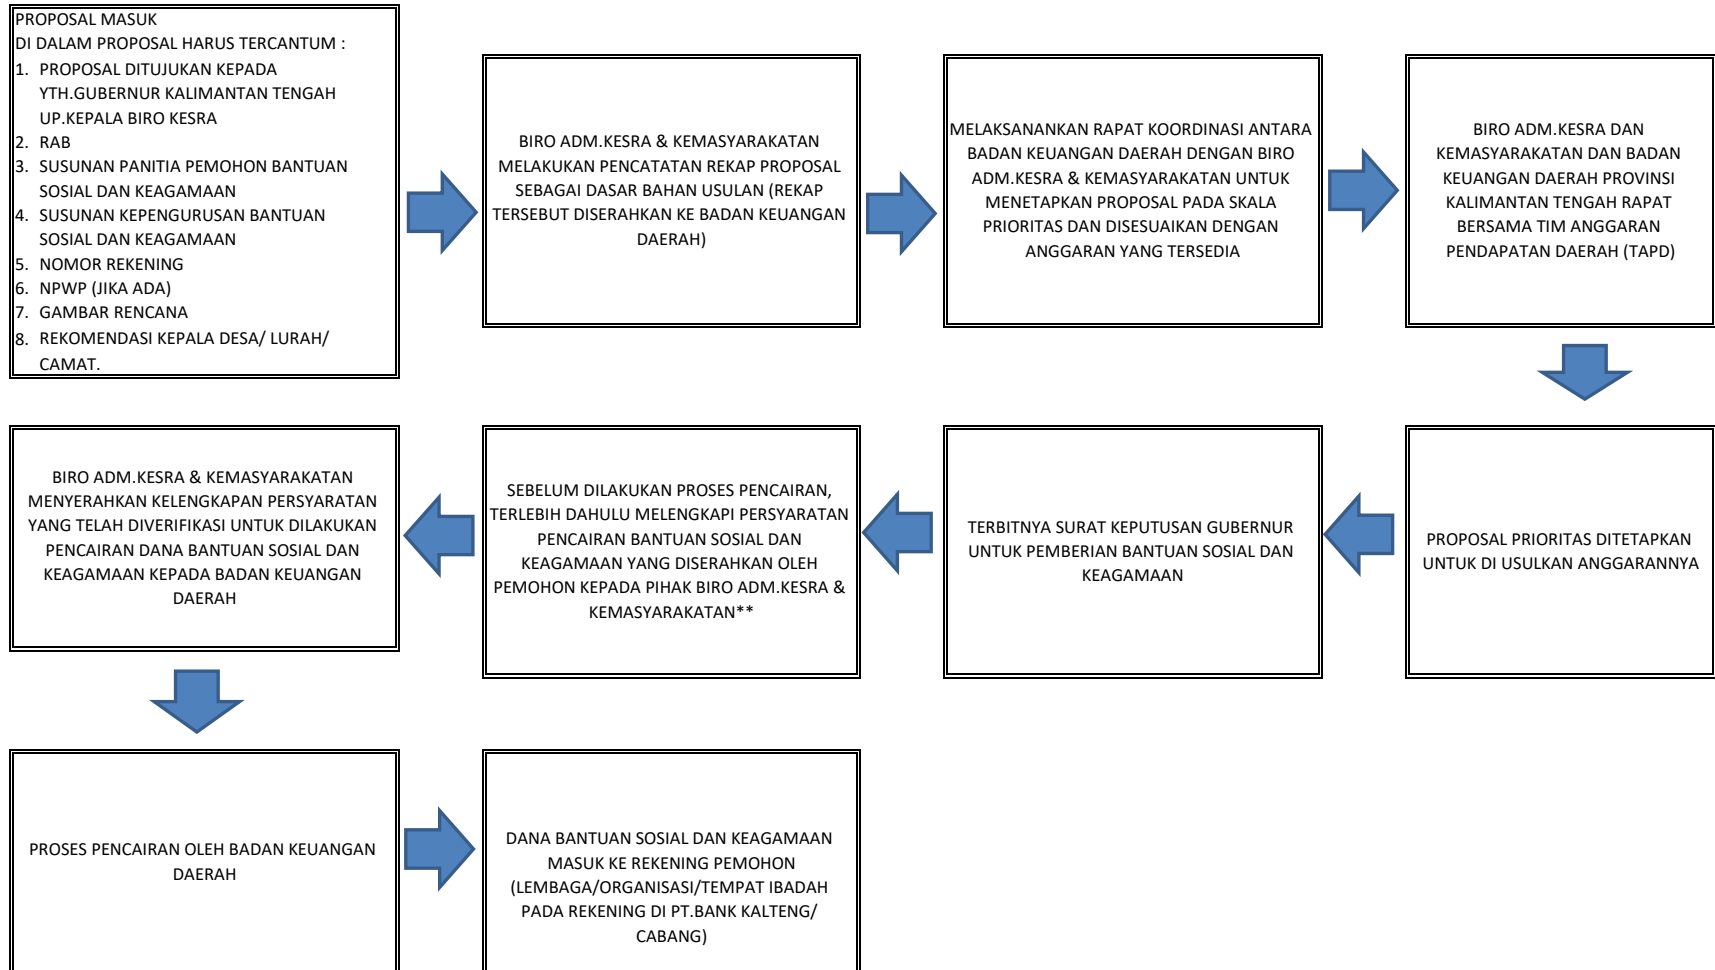 PROPOSAL MASUK
DI DALAM PROPOSAL HARUS TERCANTUM :
1. PROPOSAL DITUJUKAN KEPADA
YTH.GUBERNUR KALIMANTAN TENGAH
UP.KEPALA BIRO KESRA
2. RAB
3. SUSUNAN PANITIA PEMOHON BANTUAN
SOSIAL DAN KEAGAMAAN
4. SUSUNAN KEPENGURUSAN BANTUAN
SOSIAL DAN KEAGAMAAN
5. NOMOR REKENING
6. NPWP (JIKA ADA)
7. GAMBAR RENCANA
8. REKOMENDASI KEPALA DESA/ LURAH/
CAMAT.
BIRO ADM.KESRA & KEMASYARAKATAN
MELAKUKAN PENCATATAN REKAP PROPOSAL
SEBAGAI DASAR BAHAN USULAN (REKAP
TERSEBUT DISERAHKAN KE BADAN KEUANGAN
DAERAH)
MELAKSANANKAN RAPAT KOORDINASI ANTARA
BADAN KEUANGAN DAERAH DENGAN BIRO
ADM.KESRA & KEMASYARAKATAN UNTUK
MENETAPKAN PROPOSAL PADA SKALA
PRIORITAS DAN DISESUAIKAN DENGAN
ANGGARAN YANG TERSEDIA
BIRO ADM.KESRA DAN
KEMASYARAKATAN DAN BADAN
KEUANGAN DAERAH PROVINSI
KALIMANTAN TENGAH RAPAT
BERSAMA TIM ANGGARAN
PENDAPATAN DAERAH (TAPD)
PROPOSAL PRIORITAS DITETAPKAN
UNTUK DI USULKAN ANGGARANNYA
TERBITNYA SURAT KEPUTUSAN GUBERNUR
UNTUK PEMBERIAN BANTUAN SOSIAL DAN
KEAGAMAAN
SEBELUM DILAKUKAN PROSES PENCAIRAN,
TERLEBIH DAHULU MELENGKAPI PERSYARATAN
PENCAIRAN BANTUAN SOSIAL DAN
KEAGAMAAN YANG DISERAHKAN OLEH
PEMOHON KEPADA PIHAK BIRO ADM.KESRA &
KEMASYARAKATAN**
BIRO ADM.KESRA & KEMASYARAKATAN
MENYERAHKAN KELENGKAPAN PERSYARATAN
YANG TELAH DIVERIFIKASI UNTUK DILAKUKAN
PENCAIRAN DANA BANTUAN SOSIAL DAN
KEAGAMAAN KEPADA BADAN KEUANGAN
DAERAH
PROSES PENCAIRAN OLEH BADAN KEUANGAN
DAERAH
DANA BANTUAN SOSIAL DAN KEAGAMAAN
MASUK KE REKENING PEMOHON
(LEMBAGA/ORGANISASI/TEMPAT IBADAH
PADA REKENING DI PT.BANK KALTENG/
CABANG)